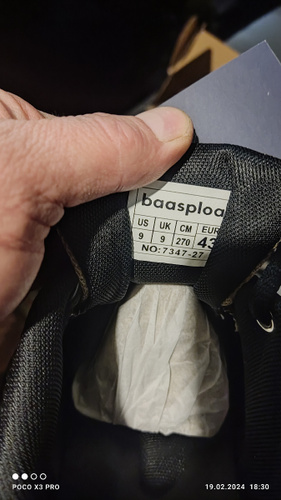 baasploa
US UK CM EUR
9 9 270 43
NO:7347-27
POCO X3 PRO 19.02.2024 18:30